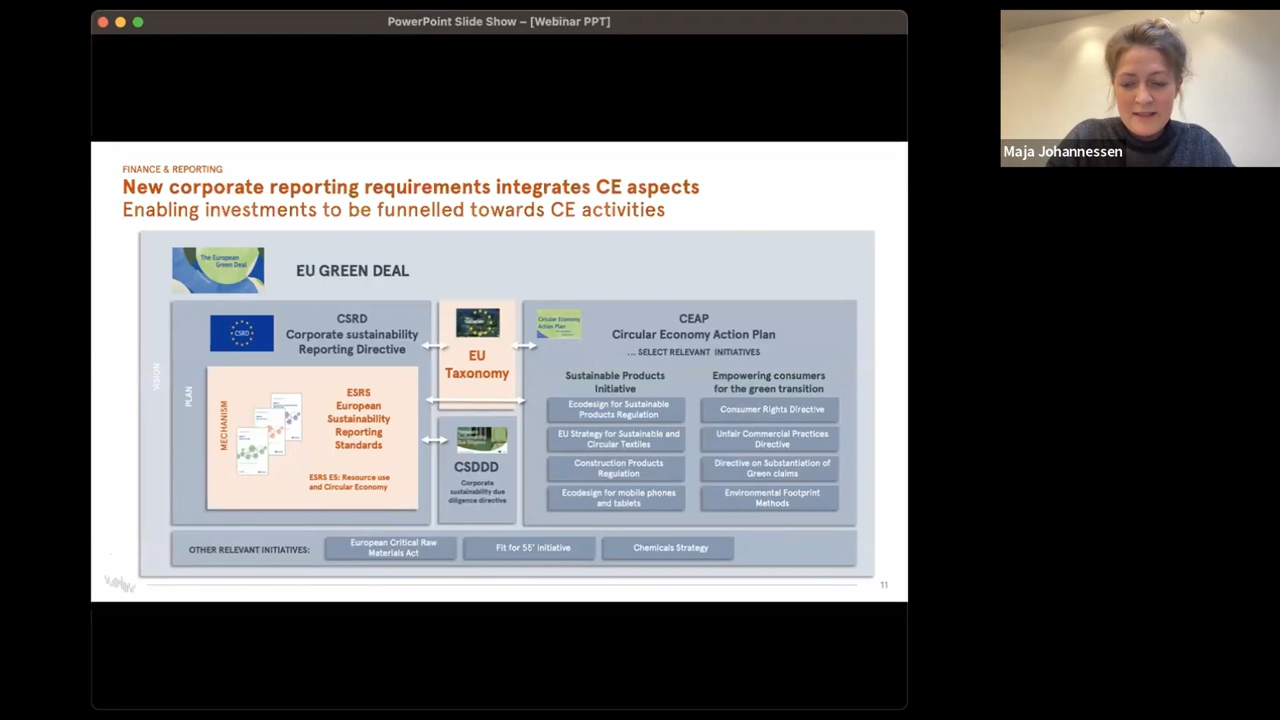 PowerPoint Slide Show – [Webinar PPT]
Maja Johannessen
FINANCE & REPORTING
New corporate reporting requirements integrates CE aspects
Enabling investments to be funnelled towards CE activities
The European
Green Deal
EU GREEN DEAL
VISION
PLAN
CSRD
CSRD
Corporate sustainability
Reporting Directive
MECHANISM
ESRS
European
Sustainability
Reporting
Standards
ESRS E5: Resource use
and Circular Economy
EU
Taxonomy
CSDDD
Corporate
sustainability due
diligence directive
Circular Economy
Action Plan
CEAP
Circular Economy Action Plan
... SELECT RELEVANT INITIATIVES
Sustainable Products
Initiative
Ecodesign for Sustainable
Products Regulation
EU Strategy for Sustainable and
Circular Textiles
Construction Products
Regulation
Ecodesign for mobile phones
and tablets
Empowering consumers
for the green transition
Consumer Rights Directive
Unfair Commercial Practices
Directive
Directive on Substantiation of
Green claims
Environmental Footprint
Methods
OTHER RELEVANT INITIATIVES:
European Critical Raw
Materials Act
Fit for 55' initiative
Chemicals Strategy
11